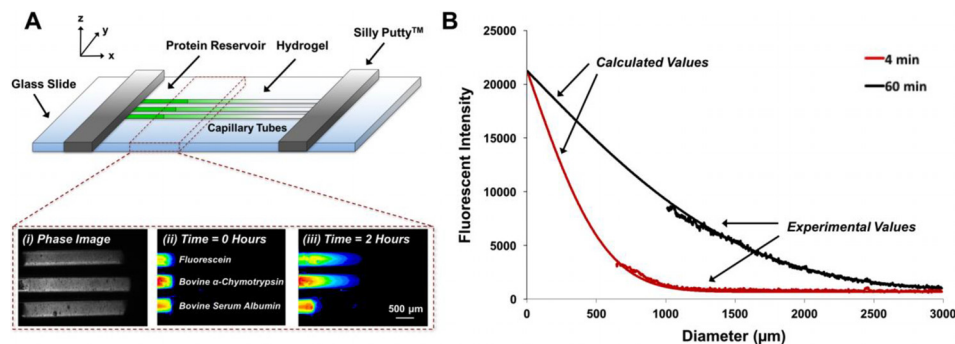 A
z
y
x
Protein Reservoir
Hydrogel
Silly Putty™
Glass Slide
Capillary Tubes
(i) Phase Image
(ii) Time = 0 Hours
(iii) Time = 2 Hours
Fluorescein
Bovine α-Chymotrypsin
Bovine Serum Albumin
500 µm
B
25000
20000
15000
10000
5000
0
Fluorescent Intensity
Calculated Values
4 min
60 min
Experimental Values
0 500 1000 1500 2000 2500 3000
Diameter (µm)